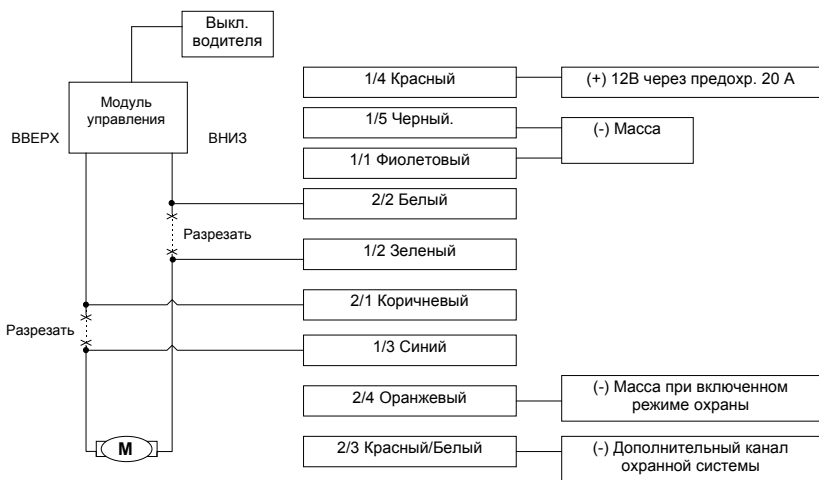 Выкл.
водителя
Модуль
управления
ВВЕРХ
ВНИЗ
1/4 Красный
(+) 12В через предохр. 20 А
1/5 Черный.
(-) Масса
1/1 Фиолетовый
2/2 Белый
Разрезать
1/2 Зеленый
2/1 Коричневый
Разрезать
1/3 Синий
2/4 Оранжевый
(-) Масса при включенном
режиме охраны
М
2/3 Красный/Белый
(-) Дополнительный канал
охранной системы